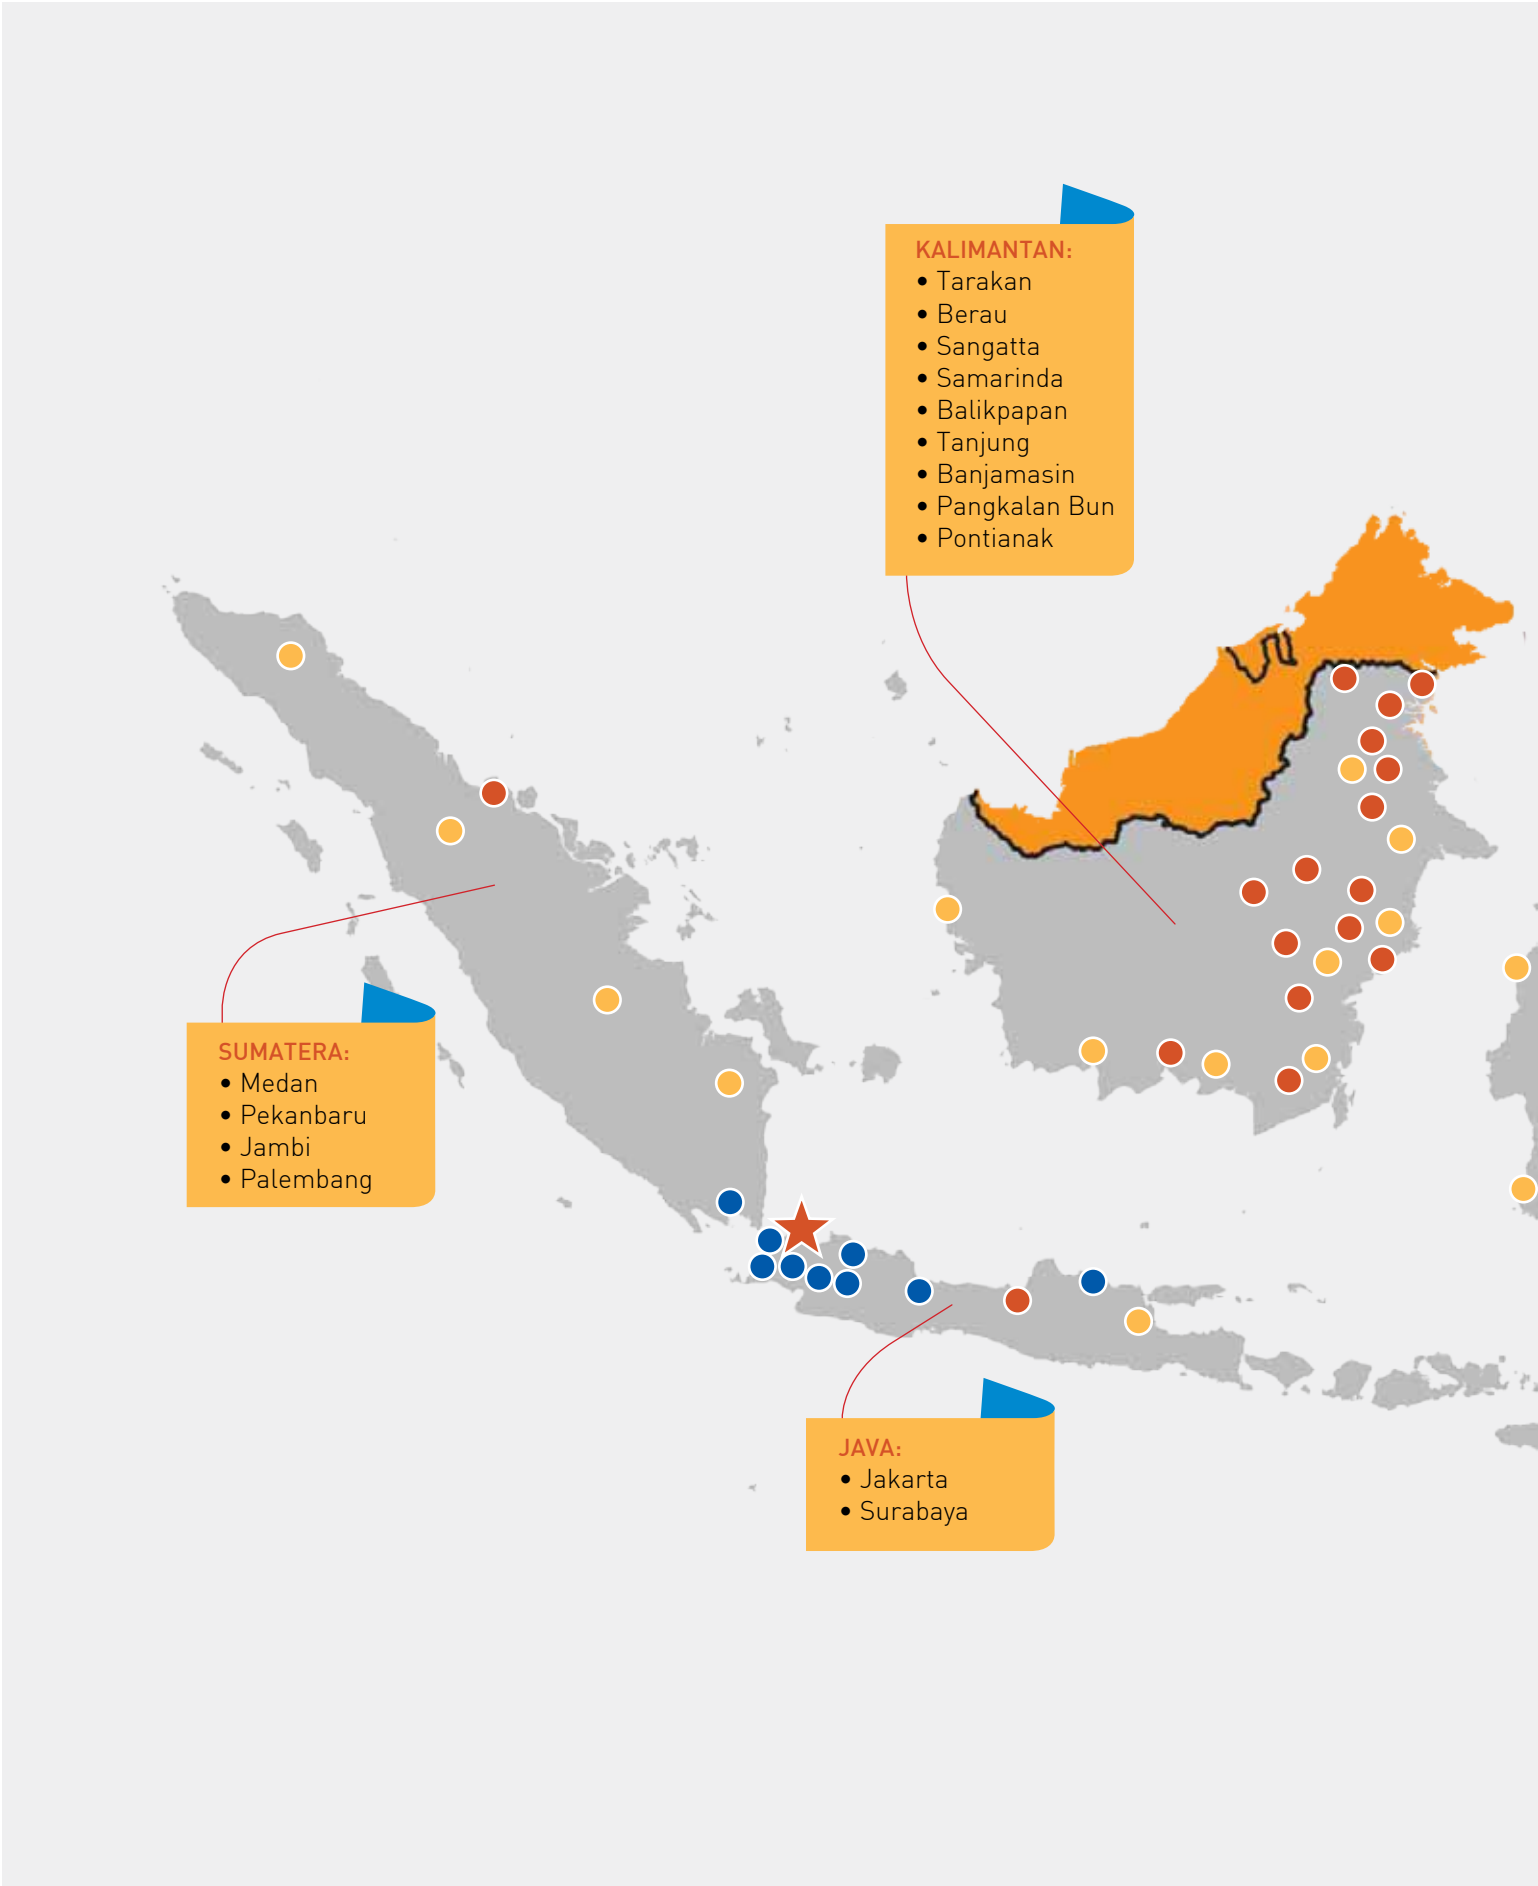 KALIMANTAN:
• Tarakan
• Berau
• Sangatta
• Samarinda
• Balikpapan
• Tanjung
• Banjamasin
• Pangkalan Bun
• Pontianak
SUMATERA:
• Medan
• Pekanbaru
• Jambi
• Palembang
JAVA:
• Jakarta
• Surabaya